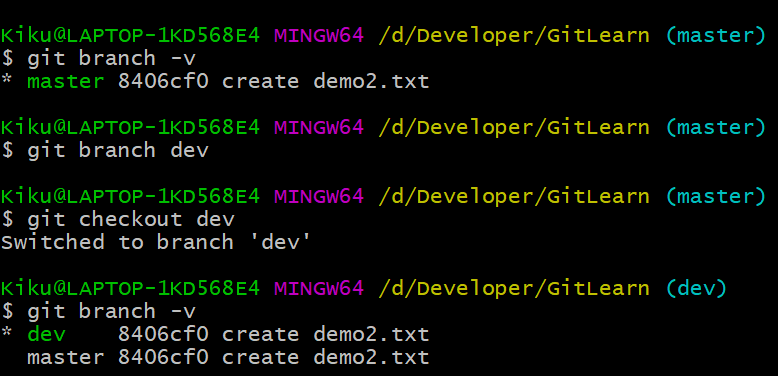 Kiku@LAPTOP-1KD568E4 MINGW64 /d/Developer/GitLearn (master)
$ git branch -v
* master 8406cf0 create demo2.txt
Kiku@LAPTOP-1KD568E4 MINGW64 /d/Developer/GitLearn (master)
$ git branch dev
Kiku@LAPTOP-1KD568E4 MINGW64 /d/Developer/GitLearn (master)
$ git checkout dev
Switched to branch 'dev'
Kiku@LAPTOP-1KD568E4 MINGW64 /d/Developer/GitLearn (dev)
$ git branch -v
* dev    8406cf0 create demo2.txt
  master 8406cf0 create demo2.txt